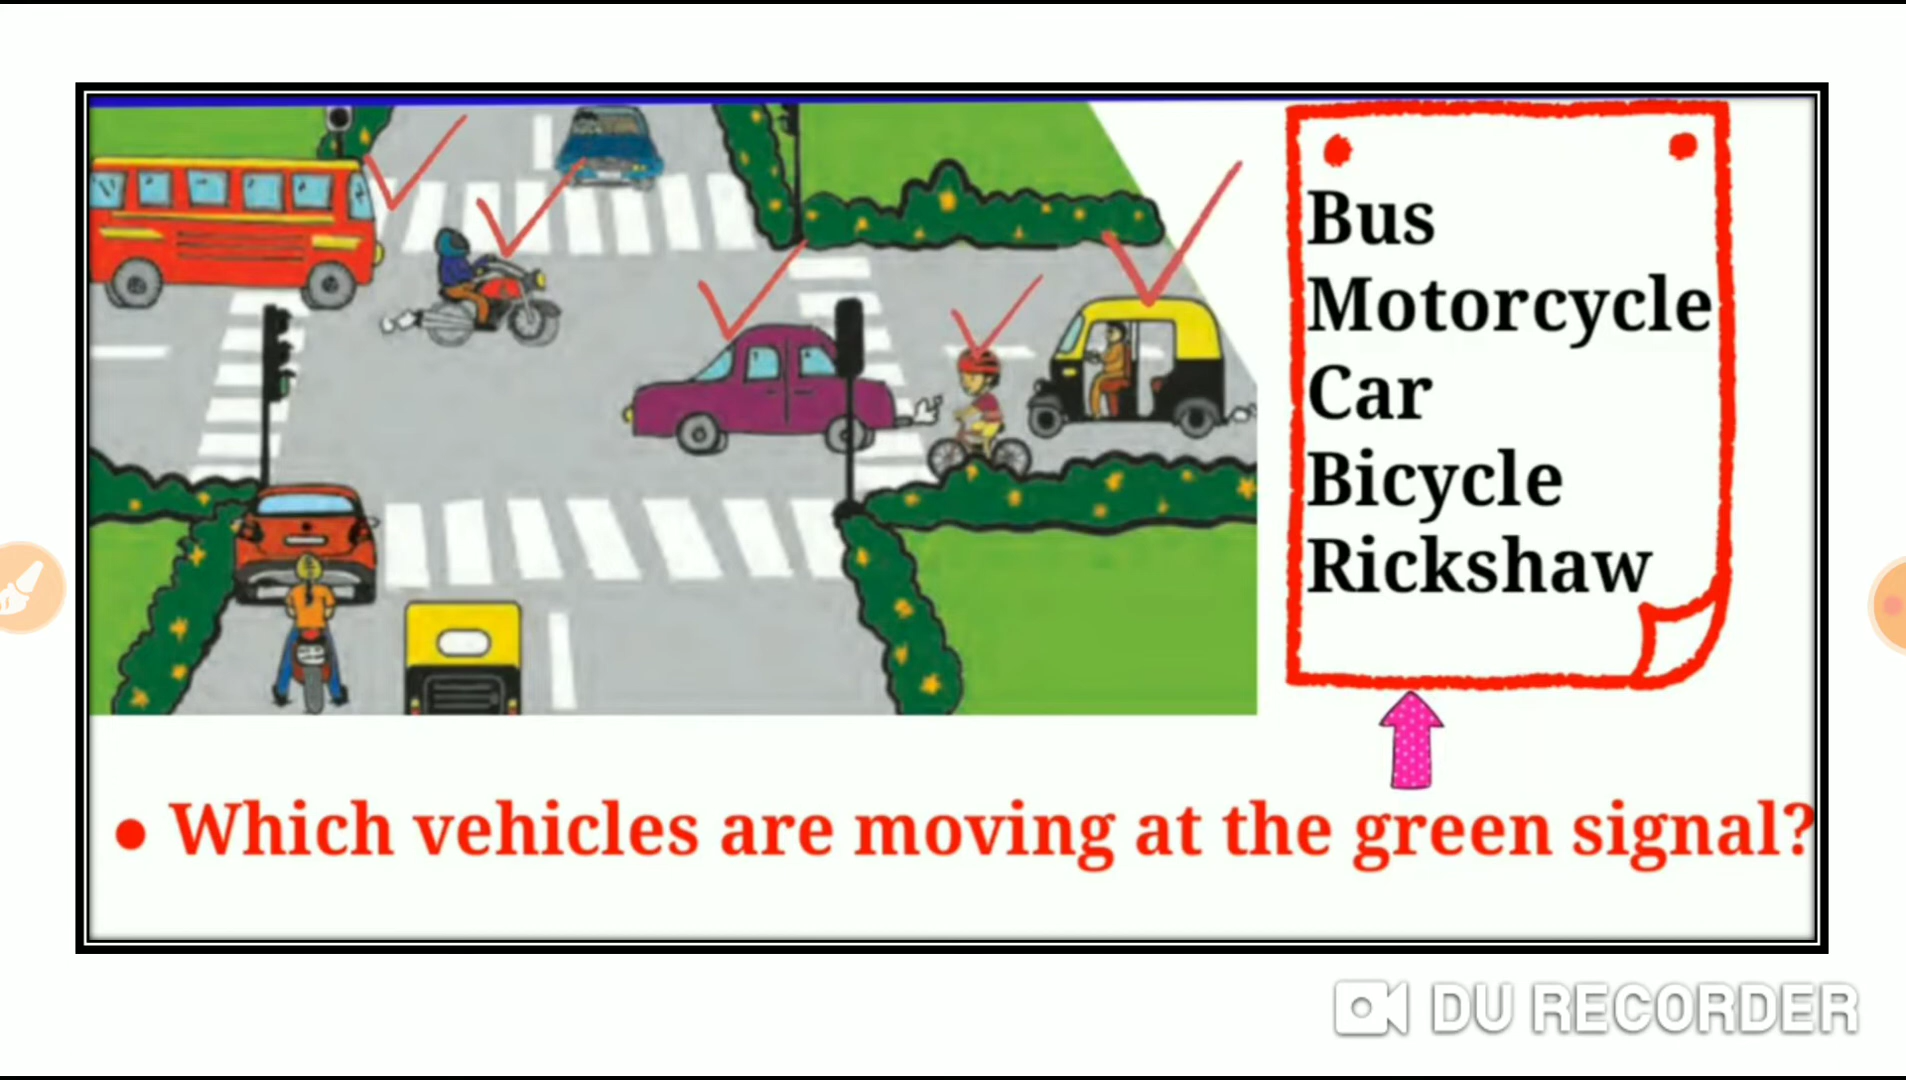 Bus
Motorcycle
Car
Bicycle
Rickshaw
• Which vehicles are moving at the green signal?
DU RECORDER